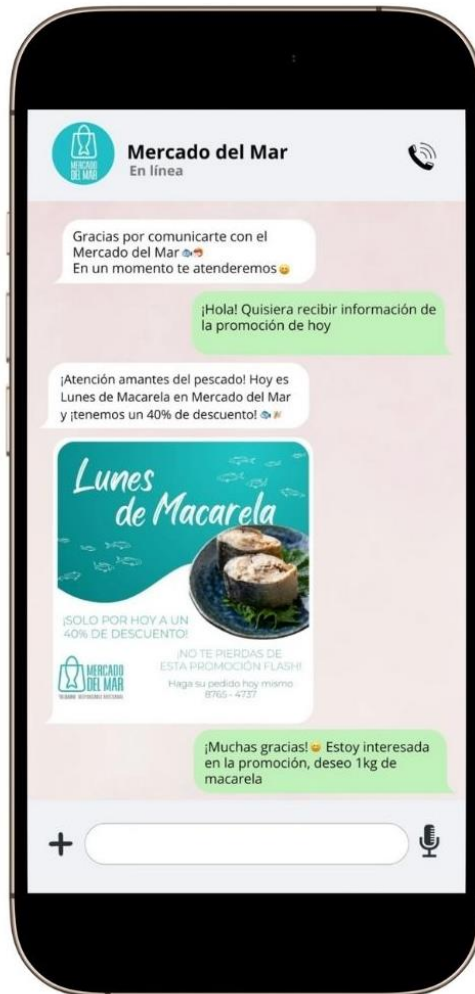 MERCADO
DEL MAR
Mercado del Mar
En línea
Gracias por comunicarte con el
Mercado del Mar 🐟🦐
En un momento te atenderemos😀
¡Hola! Quisiera recibir información de
la promoción de hoy
¡Atención amantes del pescado! Hoy es
Lunes de Macarela en Mercado del Mar
y ¡tenemos un 40% de descuento! 🐟🎉
Lunes
de Macarela
¡SOLO POR HOY A UN
40% DE DESCUENTO!
¡NO TE PIERDAS DE
ESTA PROMOCIÓN FLASH!
Haga su pedido hoy mismo
8765 - 4737
MERCADO
DEL MAR
¡Muchas gracias!😀 Estoy interesada
en la promoción, deseo 1kg de
macarela